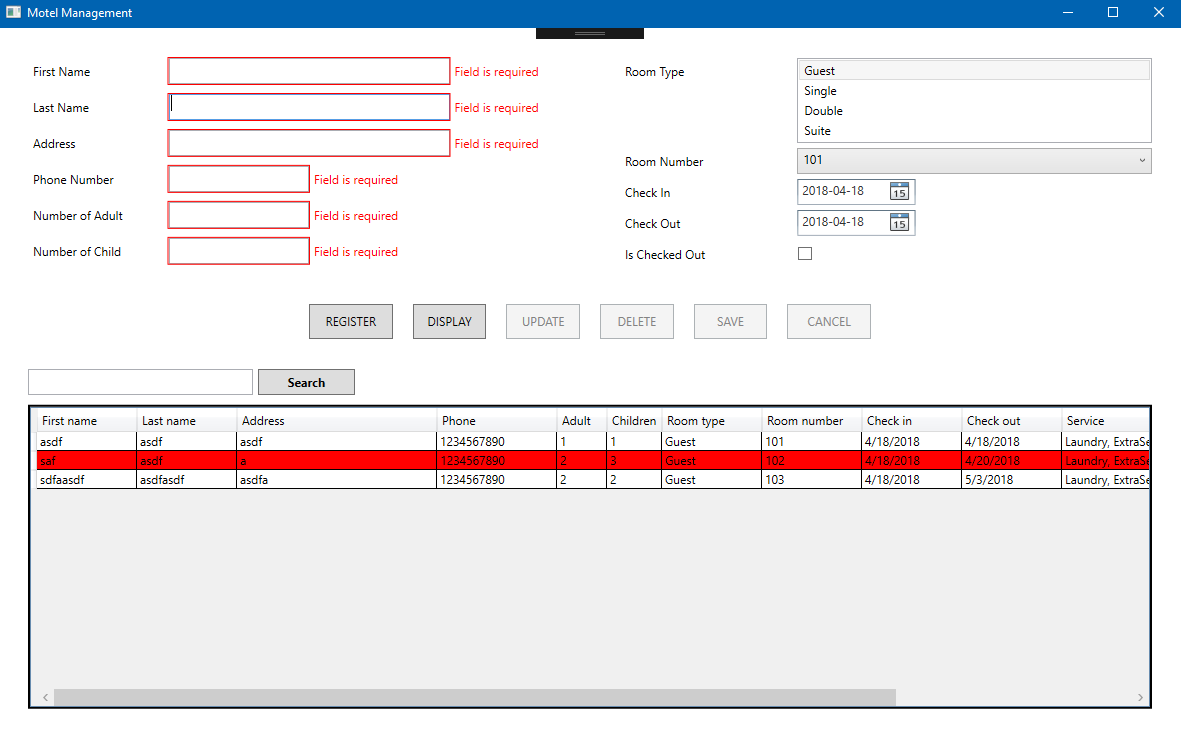 Motel Management
First Name Field is required
Last Name Field is required
Address Field is required
Phone Number Field is required
Number of Adult Field is required
Number of Child Field is required
Room Type Guest
Single
Double
Suite
Room Number 101
Check In 2018-04-18 15
Check Out 2018-04-18 15
Is Checked Out
REGISTER DISPLAY UPDATE DELETE SAVE CANCEL
Search
First name Last name Address Phone Adult Children Room type Room number Check in Check out Service
asdf asdf asdf 1234567890 1 1 Guest 101 4/18/2018 4/18/2018 Laundry, ExtraSe
saf asdf a 1234567890 2 3 Guest 102 4/18/2018 4/20/2018 Laundry, ExtraSe
sdfaasdf asdfasdf asdfa 1234567890 2 2 Guest 103 4/18/2018 5/3/2018 Laundry, ExtraSe